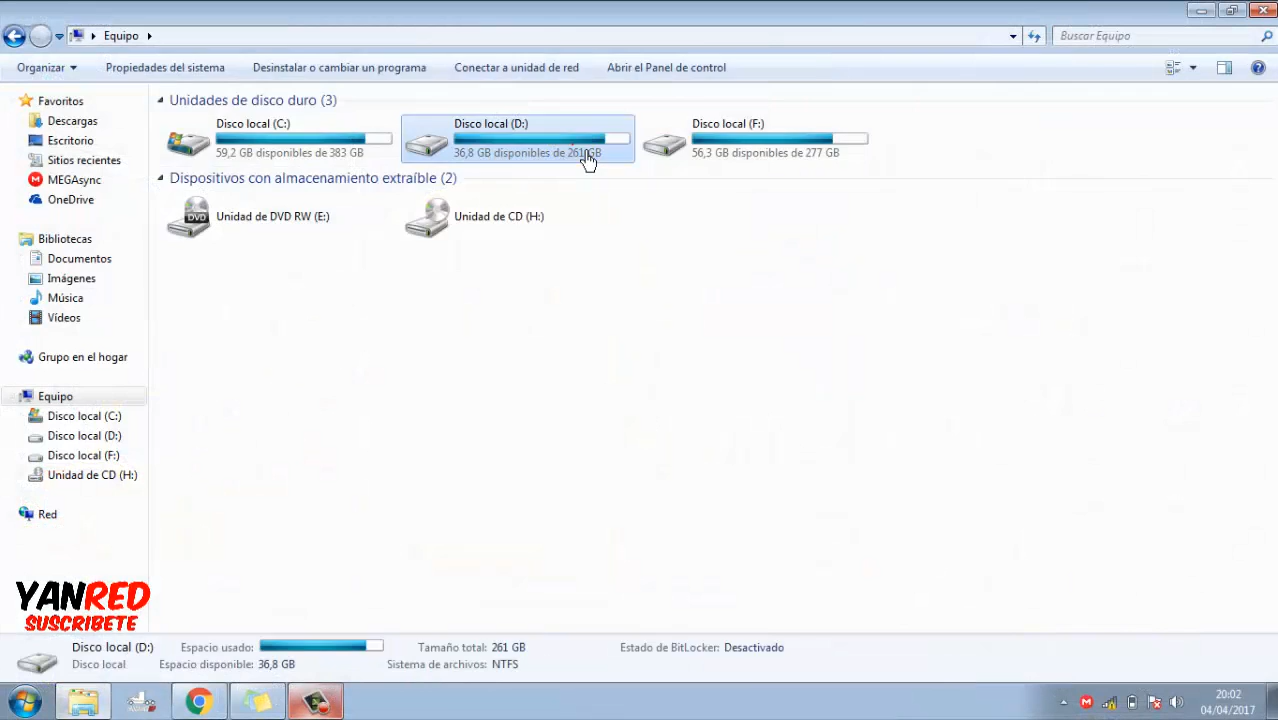 Equipo
Buscar Equipo
Organizar
Propiedades del sistema
Desinstalar o cambiar un programa
Conectar a unidad de red
Abrir el Panel de control
Favoritos
Descargas
Escritorio
Sitios recientes
MEGAsync
OneDrive
Bibliotecas
Documentos
Imágenes
Música
Vídeos
Grupo en el hogar
Equipo
Disco local (C:)
Disco local (D:)
Disco local (F:)
Unidad de CD (H:)
Red
Unidades de disco duro (3)
Disco local (C:)
59,2 GB disponibles de 383 GB
Disco local (D:)
36,8 GB disponibles de 261 GB
Disco local (F:)
56,3 GB disponibles de 277 GB
Dispositivos con almacenamiento extraíble (2)
DVD
Unidad de DVD RW (E:)
Unidad de CD (H:)
YANRED
SUSCRIBETE
Disco local (D:)
Disco local
Espacio usado:
Espacio disponible: 36,8 GB
Tamaño total: 261 GB
Sistema de archivos: NTFS
Estado de BitLocker: Desactivado
20:02
04/04/2017